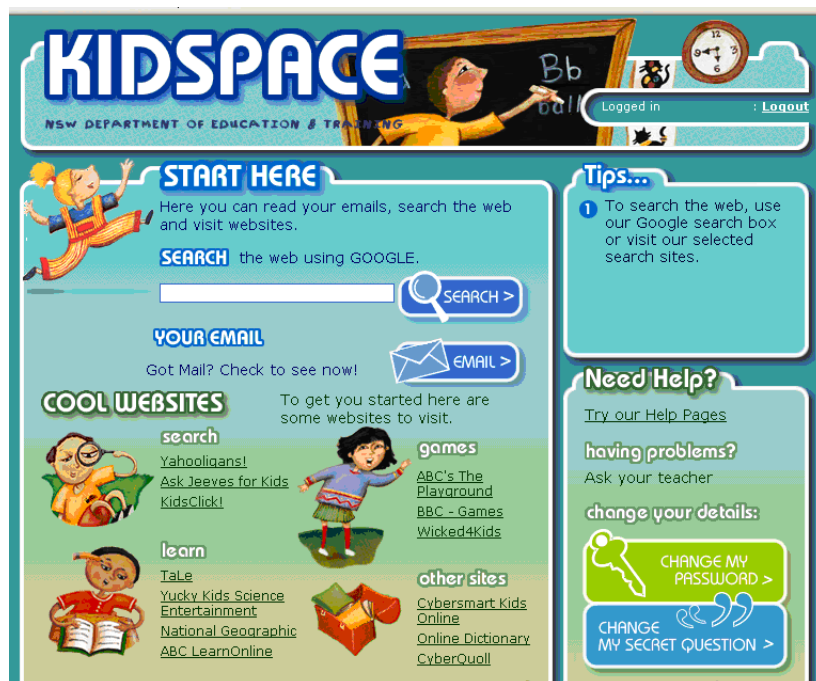 KIDSPACE
NSW DEPARTMENT OF EDUCATION & TRAINING
Bb
ball
12
3
6
9
Logged in : Logout
START HERE
Here you can read your emails, search the web
and visit websites.
SEARCH the web using GOOGLE.
SEARCH >
YOUR EMAIL
Got Mail? Check to see now!
EMAIL >
COOL WEBSITES
To get you started here are
some websites to visit.
search
Yahooligans!
Ask Jeeves for Kids
KidsClick!
games
ABC's The
Playground
BBC - Games
Wicked4Kids
learn
TaLe
Yucky Kids Science
Entertainment
National Geographic
ABC LearnOnline
other sites
Cybersmart Kids
Online
Online Dictionary
CyberQuoll
Tips...
1 To search the web, use
our Google search box
or visit our selected
search sites.
Need Help?
Try our Help Pages
having problems?
Ask your teacher
change your details:
CHANGE MY
PASSWORD >
CHANGE
MY SECRET QUESTION >